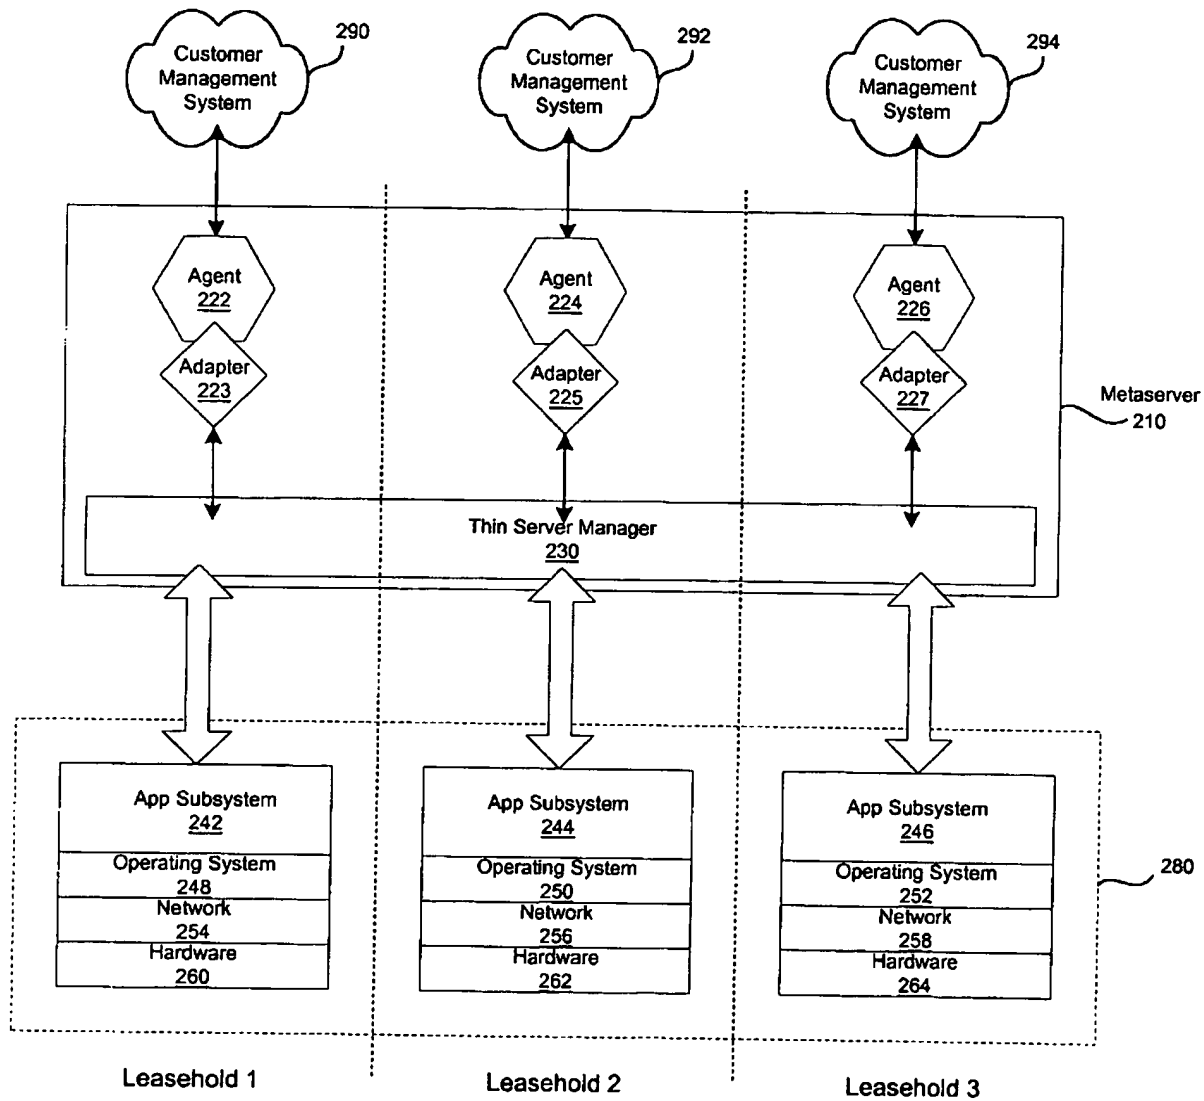 Customer
Management
System
290
Customer
Management
System
292
Customer
Management
System
294
Agent
222
Agent
224
Agent
226
Adapter
223
Adapter
225
Adapter
227
Metaserver
210
Thin Server Manager
230
App Subsystem
242
App Subsystem
244
App Subsystem
246
Operating System
248
Operating System
250
Operating System
252
280
Network
254
Network
256
Network
258
Hardware
260
Hardware
262
Hardware
264
Leasehold 1
Leasehold 2
Leasehold 3